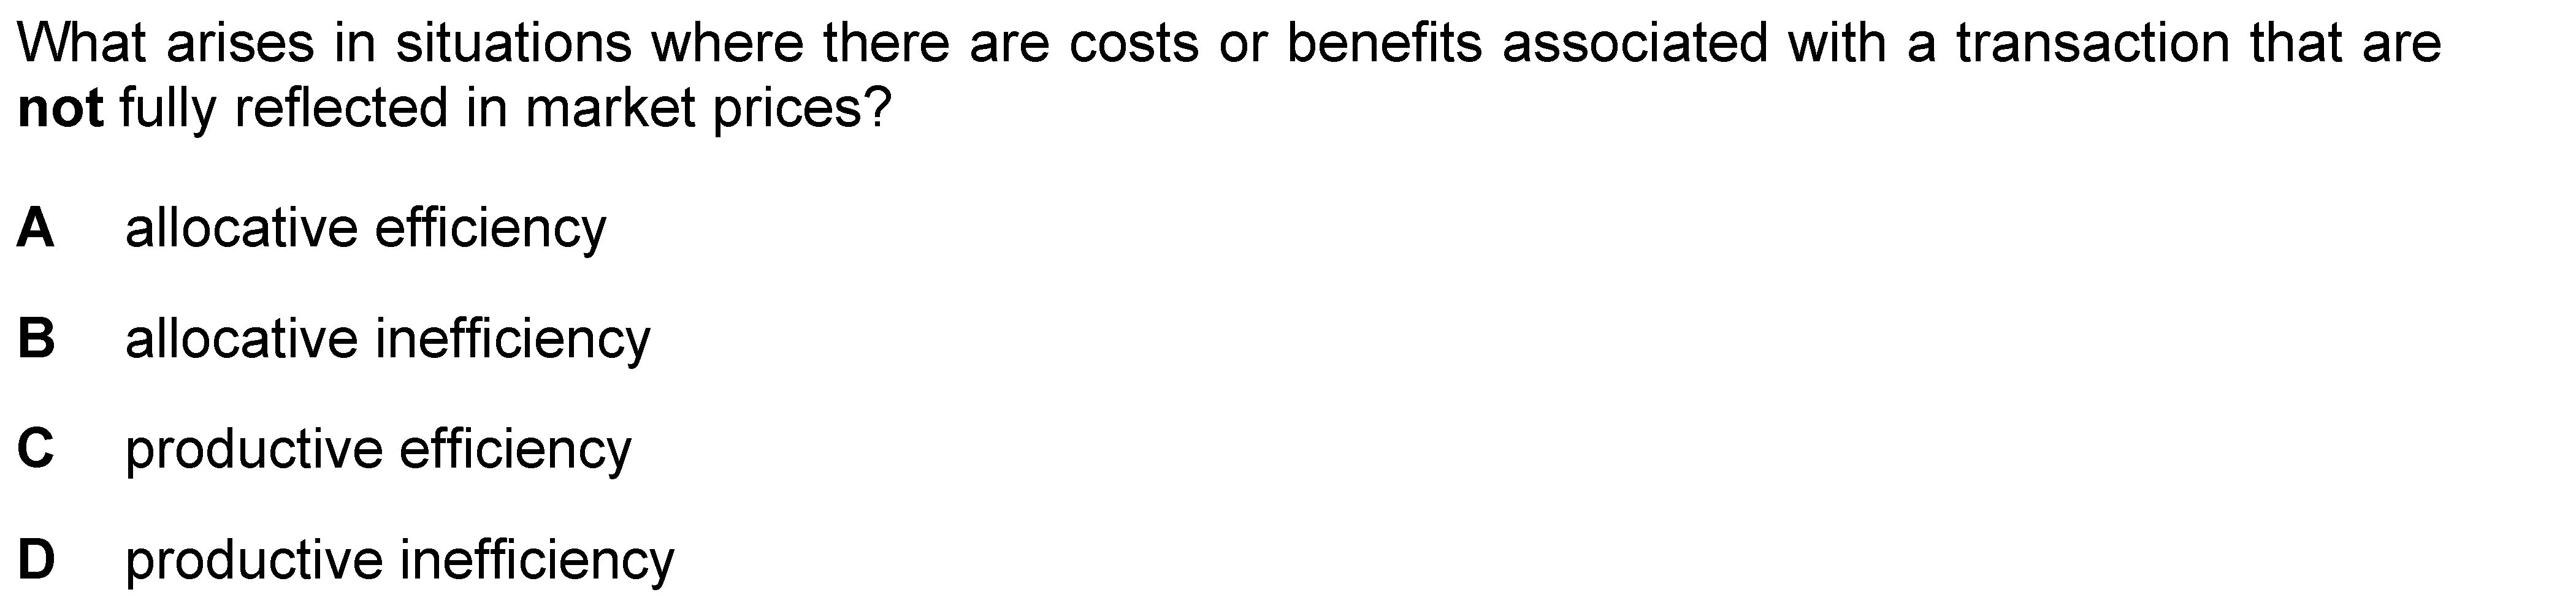 What arises in situations where there are costs or benefits associated with a transaction that are
not fully reflected in market prices?
A allocative efficiency
B allocative inefficiency
C productive efficiency
D productive inefficiency